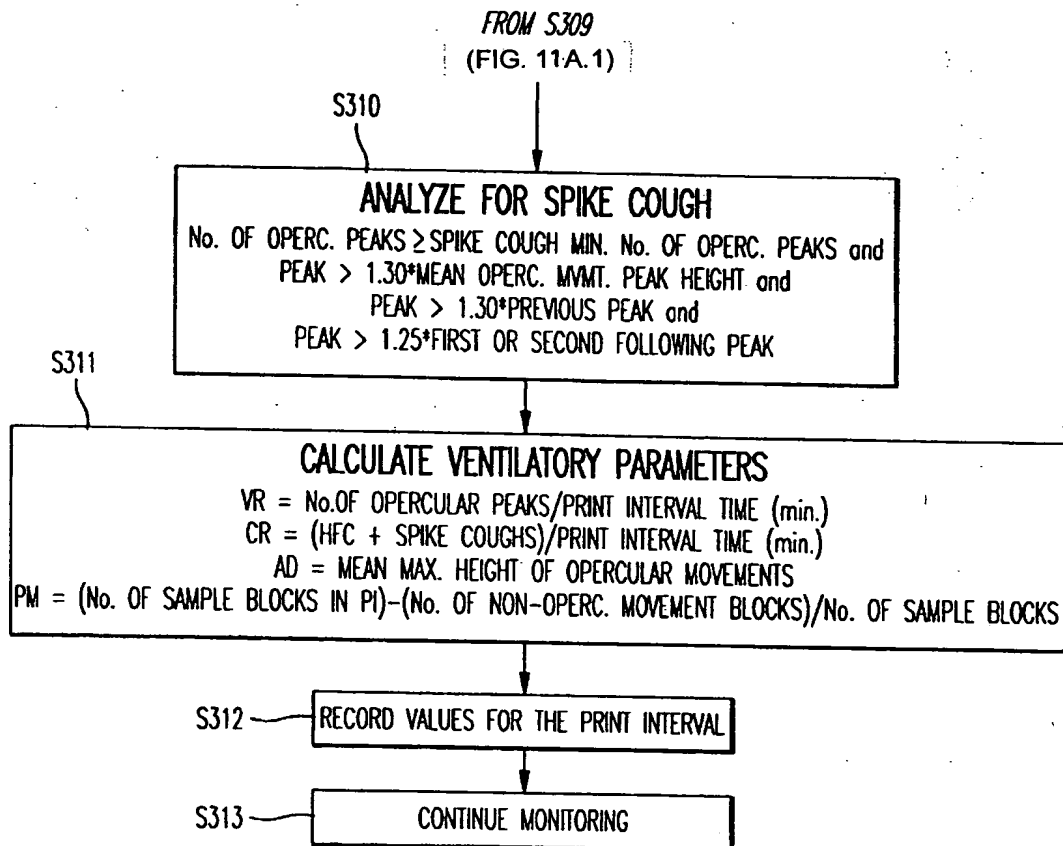 FROM S309
(FIG. 11A.1)
S310
ANALYZE FOR SPIKE COUGH
No. OF OPERC. PEAKS ≥ SPIKE COUGH MIN. No. OF OPERC. PEAKS and
PEAK > 1.30*MEAN OPERC. MVMT. PEAK HEIGHT and
PEAK > 1.30*PREVIOUS PEAK and
PEAK > 1.25*FIRST OR SECOND FOLLOWING PEAK
S311
CALCULATE VENTILATORY PARAMETERS
VR = No.OF OPERCULAR PEAKS/PRINT INTERVAL TIME (min.)
CR = (HFC + SPIKE COUGHS)/PRINT INTERVAL TIME (min.)
AD = MEAN MAX. HEIGHT OF OPERCULAR MOVEMENTS
PM = (No. OF SAMPLE BLOCKS IN PI)-(No. OF NON-OPERC. MOVEMENT BLOCKS)/No. OF SAMPLE BLOCKS
S312
RECORD VALUES FOR THE PRINT INTERVAL
S313
CONTINUE MONITORING